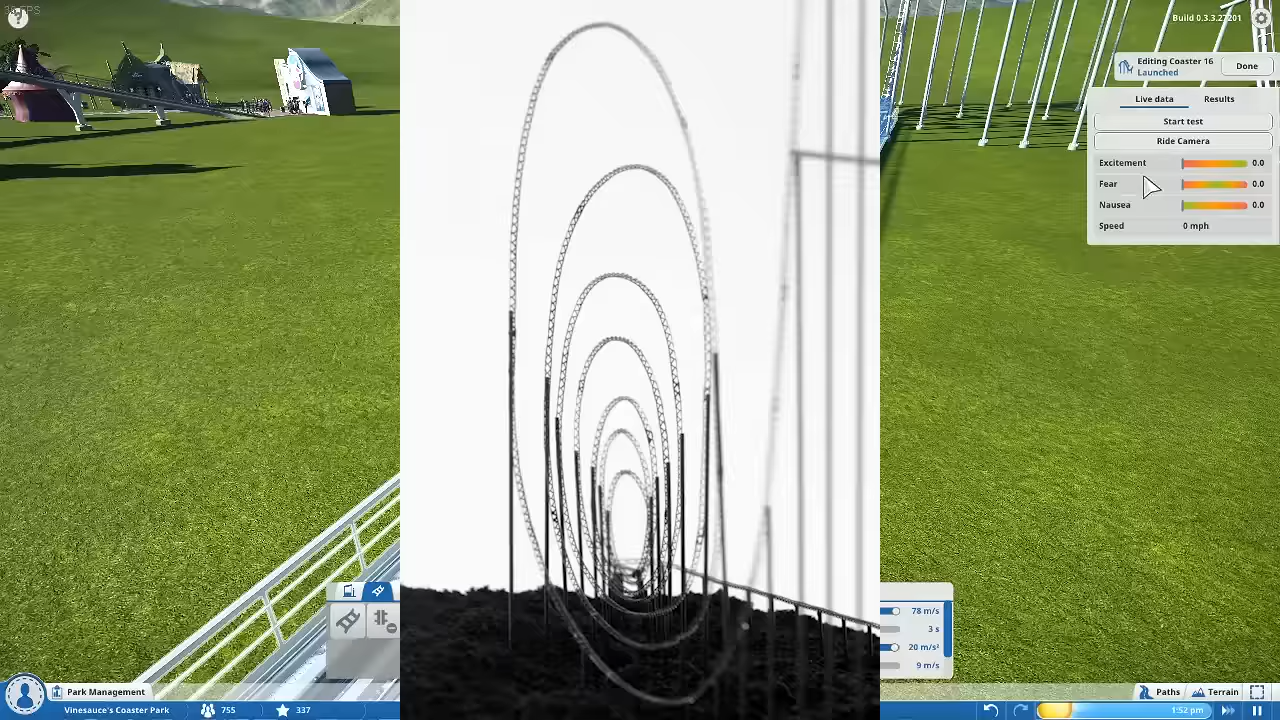 38 FPS
?
Build 0.3.3.27201
Editing Coaster 16
Launched
Done
Live data
Results
Start test
Ride Camera
Excitement 0.0
Fear 0.0
Nausea 0.0
Speed 0 mph
78 m/s
3 s
20 m/s²
9 m/s
Park Management
Paths
Terrain
Vinesauce's Coaster Park
755
337
1:52 pm